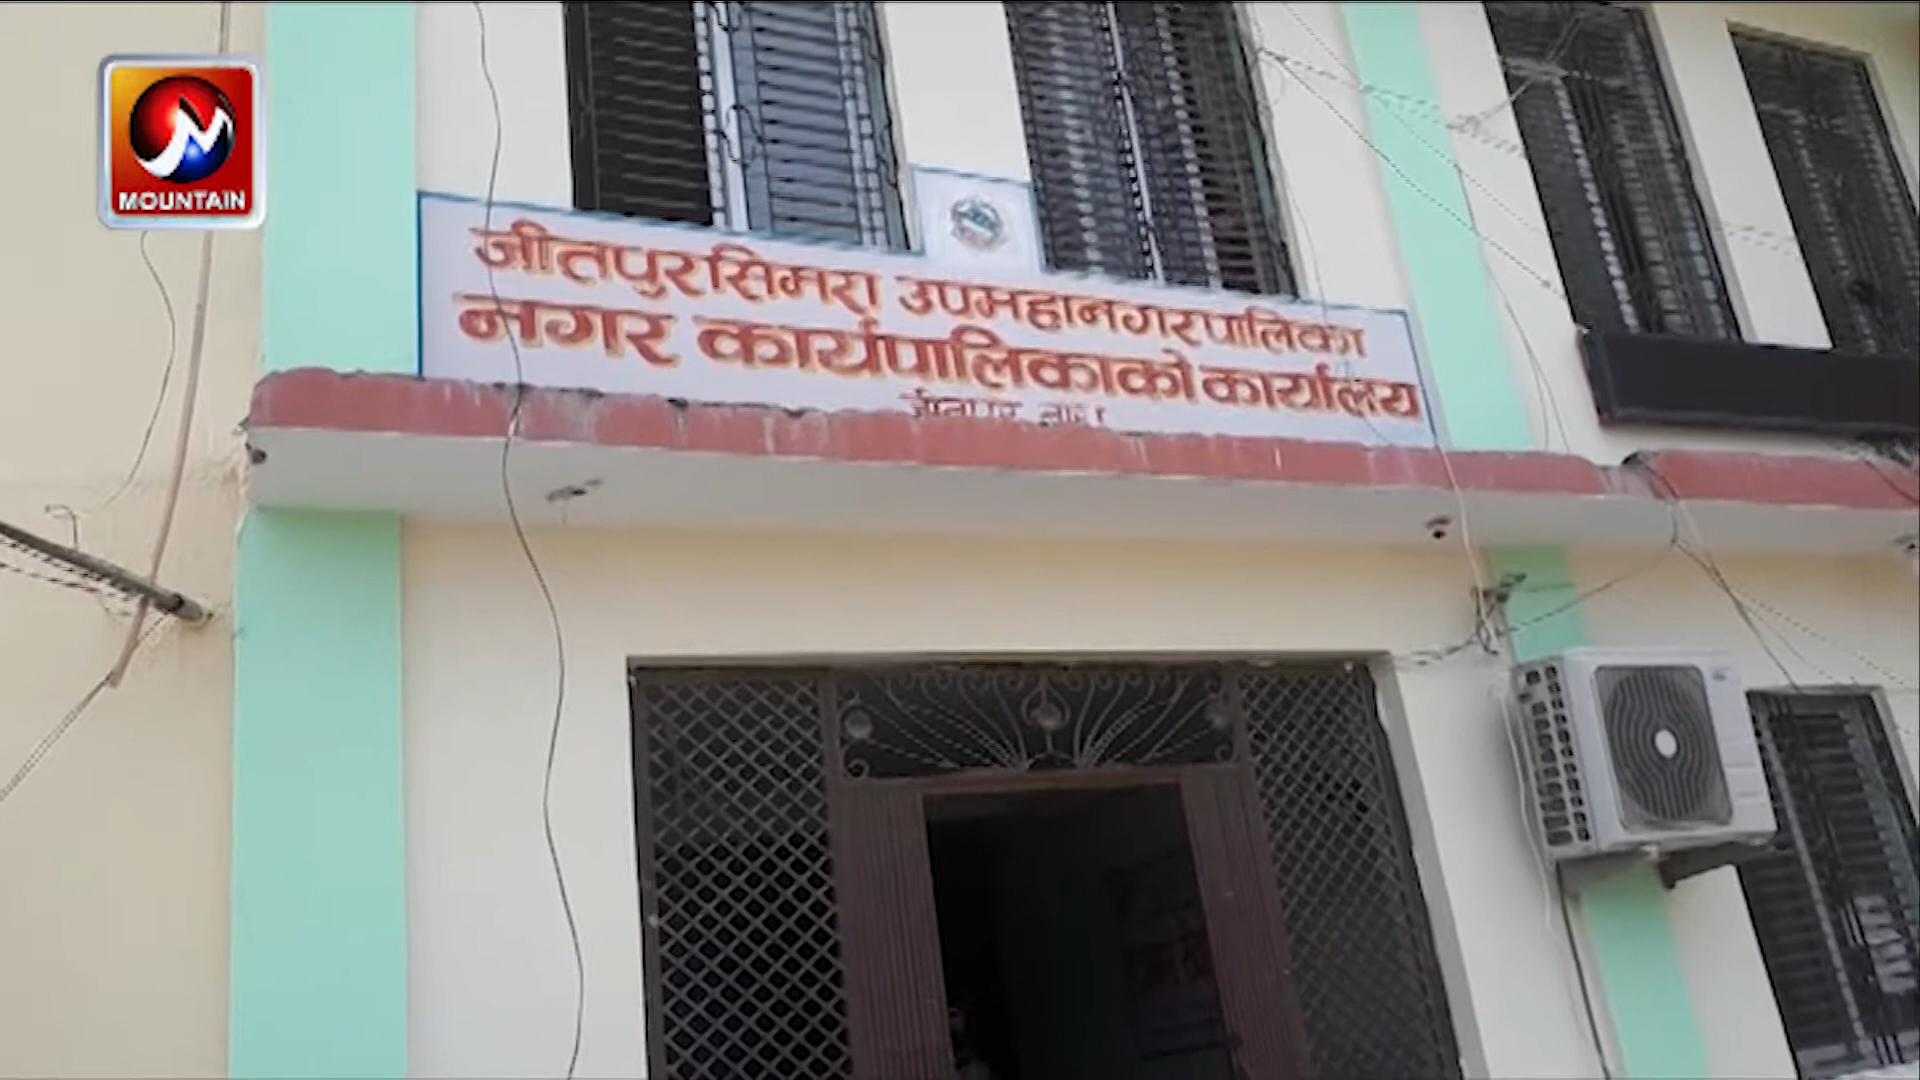 MOUNTAIN
जीतपुरसिमरा उपमहानगरपालिका
नगर कार्यपालिकाको कार्यालय